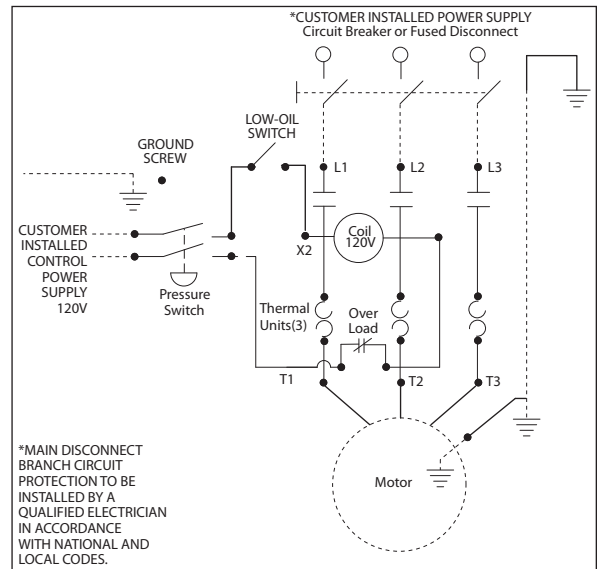 *CUSTOMER INSTALLED POWER SUPPLY
Circuit Breaker or Fused Disconnect
LOW-OIL
SWITCH
GROUND
SCREW
L1
L2
L3
CUSTOMER
INSTALLED
CONTROL
POWER
SUPPLY
120V
X2
Coil
120V
Pressure
Switch
Thermal
Units(3)
Over
Load
T1
T2
T3
Motor
*MAIN DISCONNECT
BRANCH CIRCUIT
PROTECTION TO BE
INSTALLED BY A
QUALIFIED ELECTRICIAN
IN ACCORDANCE
WITH NATIONAL AND
LOCAL CODES.